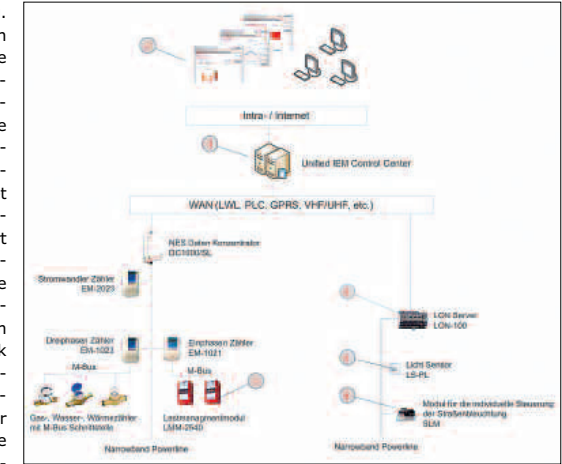 Intra- / Internet
Unified IEM Control Center
WAN (LWL, PLC, GPRS, VHF/UHF, etc.)
NES Daten Konzentrator
DC1000/SL
Stromwandler Zähler
EM-2023
Dreiphasen Zähler
EM-1023
Einphasen Zähler
EM-1021
M-Bus
M-Bus
Gas-, Wasser-, Wärmezähler
mit M-Bus Schnittstelle
Lastmanagmentmodul
LMM-2540
Narrowband Powerline
LON Server
LON-100
Licht Sensor
LS-PL
Modul für die individuelle Steuerung
der Straßenbeleuchtung
SLM
Narrowband Powerline